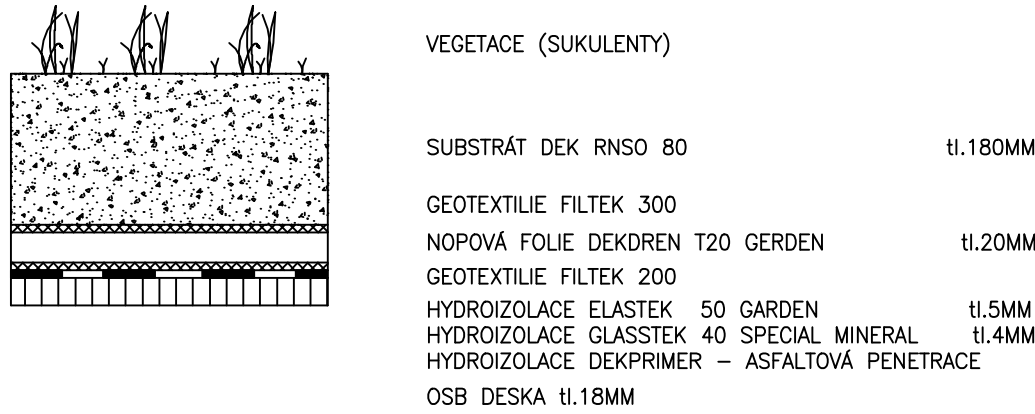 VEGETACE (SUKULENTY)
SUBSTRÁT DEK RNSO 80 tl.180MM
GEOTEXTILIE FILTEK 300
NOPOVÁ FOLIE DEKDREN T20 GERDEN tl.20MM
GEOTEXTILIE FILTEK 200
HYDROIZOLACE ELASTEK 50 GARDEN tl.5MM
HYDROIZOLACE GLASSTEK 40 SPECIAL MINERAL tl.4MM
HYDROIZOLACE DEKPRIMER – ASFALTOVÁ PENETRACE
OSB DESKA tl.18MM